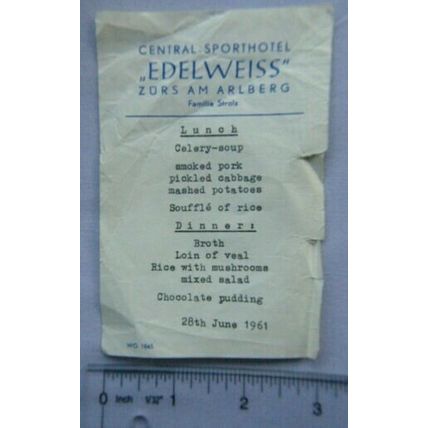 CENTRAL-SPORTHOTEL
„EDELWEISS“
ZÜRS AM ARLBERG
Familie Strolz
Lunch
Celery-soup
smoked pork
pickled cabbage
mashed potatoes
Soufflé of rice
Dinner:
Broth
Loin of veal
Rice with mushrooms
mixed salad
Chocolate pudding
28th June 1961
0 Inch 1/32" 1 2 3